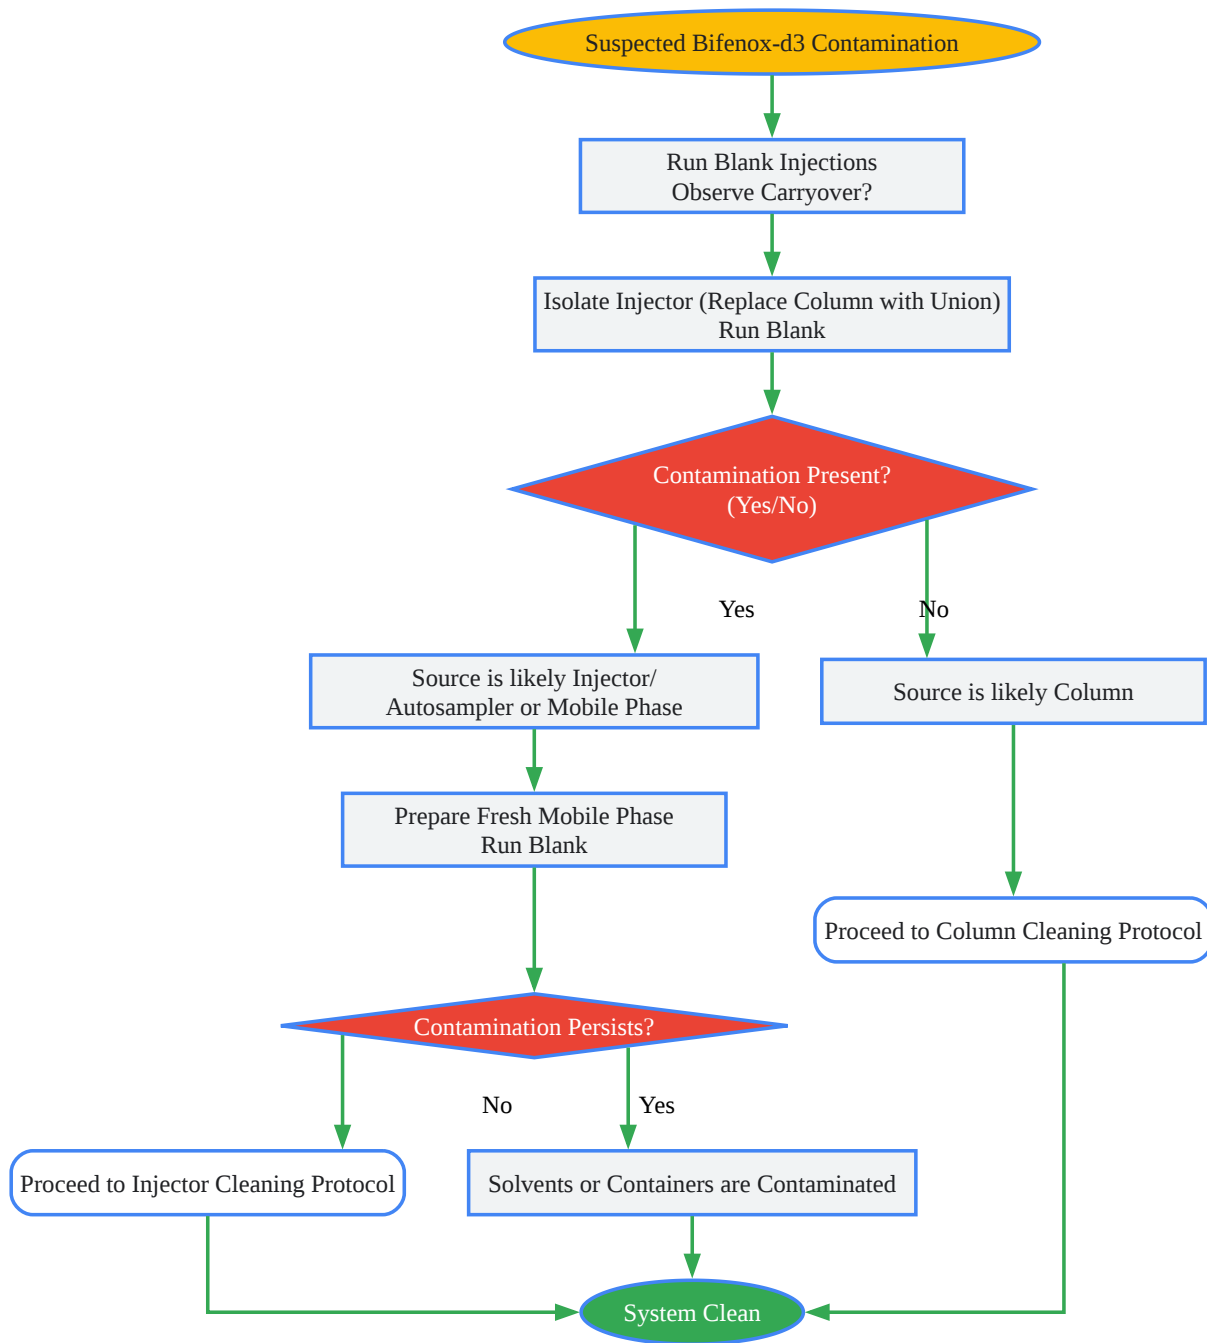 Suspected Bifenox-d3 Contamination
Run Blank Injections
Observe Carryover?
Isolate Injector (Replace Column with Union)
Run Blank
Contamination Present?
(Yes/No)
Yes
No
Source is likely Injector/
Autosampler or Mobile Phase
Source is likely Column
Prepare Fresh Mobile Phase
Run Blank
Proceed to Column Cleaning Protocol
Contamination Persists?
No
Yes
Proceed to Injector Cleaning Protocol
Solvents or Containers are Contaminated
System Clean